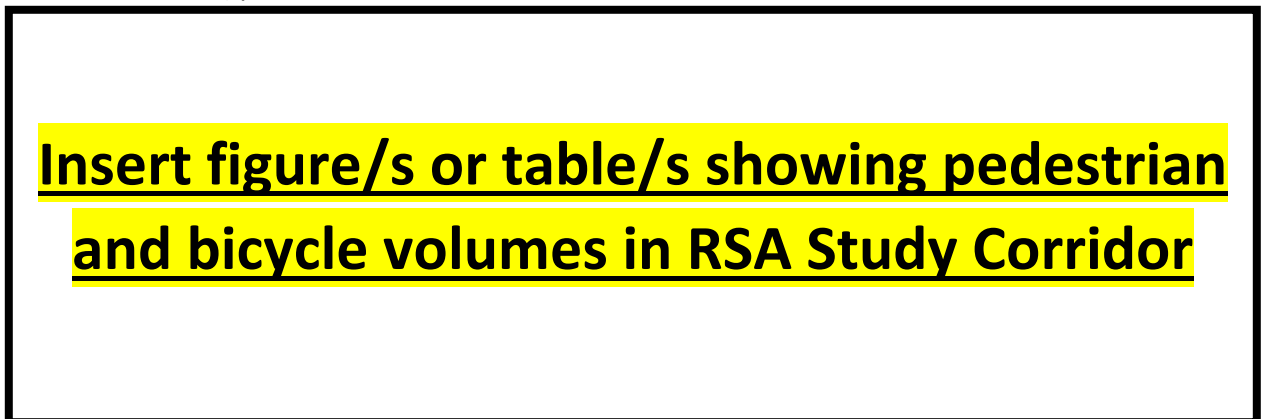 Insert figure/s or table/s showing pedestrian
and bicycle volumes in RSA Study Corridor